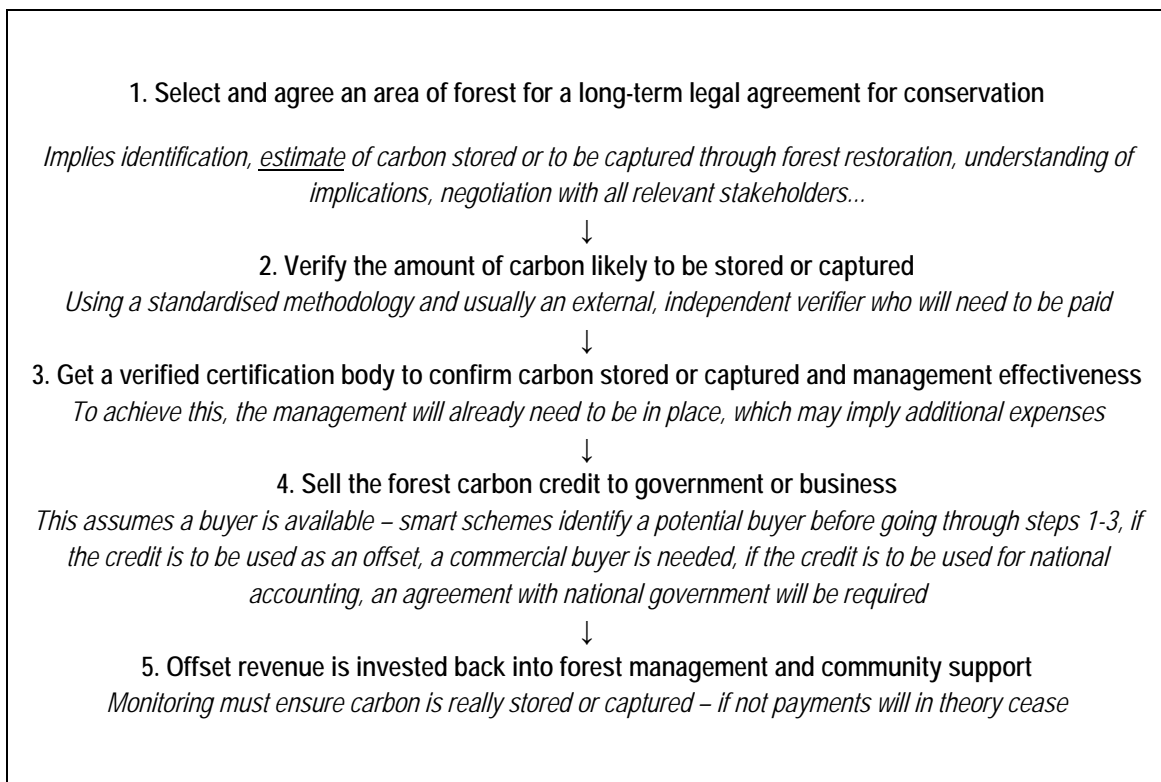 1. Select and agree an area of forest for a long-term legal agreement for conservation
Implies identification, estimate of carbon stored or to be captured through forest restoration, understanding of
implications, negotiation with all relevant stakeholders...
↓
2. Verify the amount of carbon likely to be stored or captured
Using a standardised methodology and usually an external, independent verifier who will need to be paid
↓
3. Get a verified certification body to confirm carbon stored or captured and management effectiveness
To achieve this, the management will already need to be in place, which may imply additional expenses
↓
4. Sell the forest carbon credit to government or business
This assumes a buyer is available – smart schemes identify a potential buyer before going through steps 1-3, if
the credit is to be used as an offset, a commercial buyer is needed, if the credit is to be used for national
accounting, an agreement with national government will be required
↓
5. Offset revenue is invested back into forest management and community support
Monitoring must ensure carbon is really stored or captured – if not payments will in theory cease